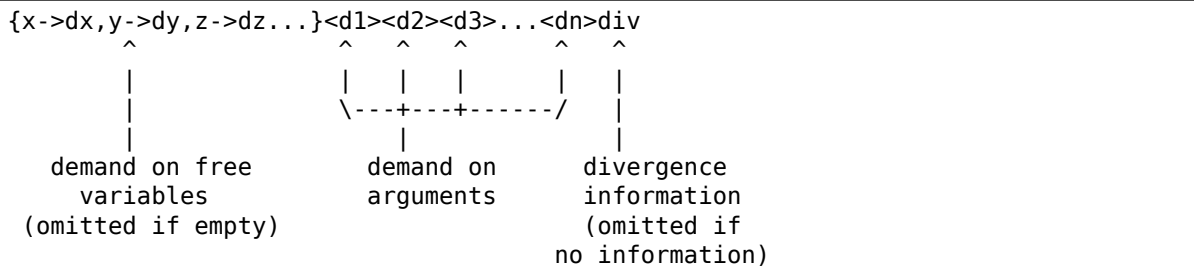 {x->dx,y->dy,z->dz...}<d1><d2><d3>...<dn>div
        ^              ^   ^   ^      ^   ^
        |              |   |   |      |   |
        |              \---+---+------/   |
        |                  |              |
   demand on free        demand on      divergence
     variables           arguments      information
 (omitted if empty)                     (omitted if
                                      no information)